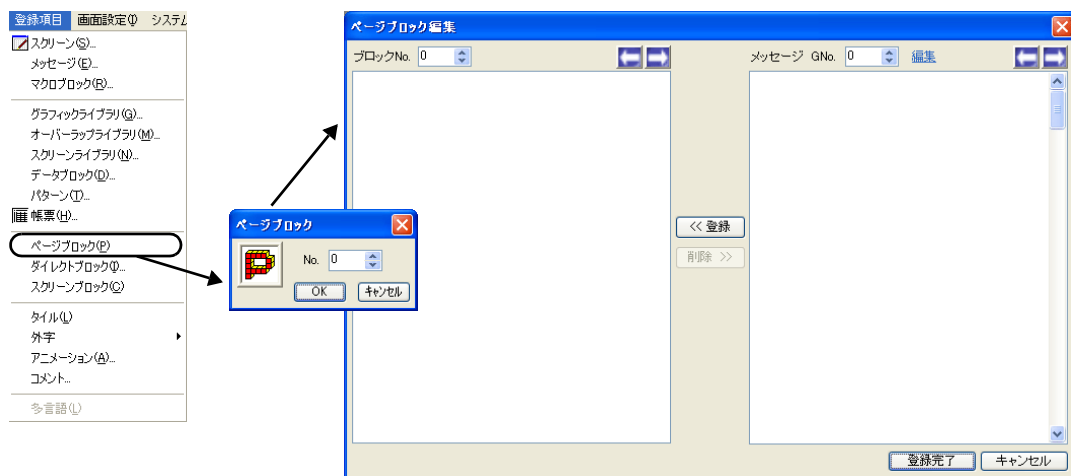 登録項目 画面設定(I) システム
スクリーン(S)...
メッセージ(E)...
マクロブロック(R)...
グラフィックライブラリ(G)...
オーバーラップライブラリ(M)...
スクリーンライブラリ(N)...
データブロック(D)...
パターン(T)...
帳票(H)...
ページブロック(P)
ダイレクトブロック(I)...
スクリーンブロック(C)
タイル(L)
外字
アニメーション(A)...
コメント...
多言語(L)
ページブロック
No. 0
OK キャンセル
ページブロック編集
ブロックNo. 0 メッセージ GNo. 0 編集
<< 登録
削除 >>
登録完了 キャンセル